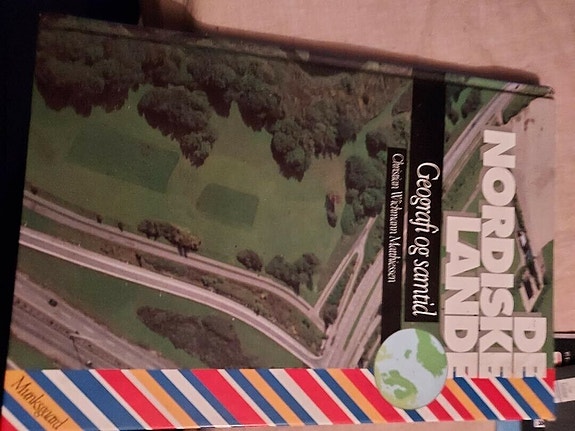 DE
NORDISKE
LANDE
Geografi og samtid
Christian Wichmann Matthiessen
Munksgaard